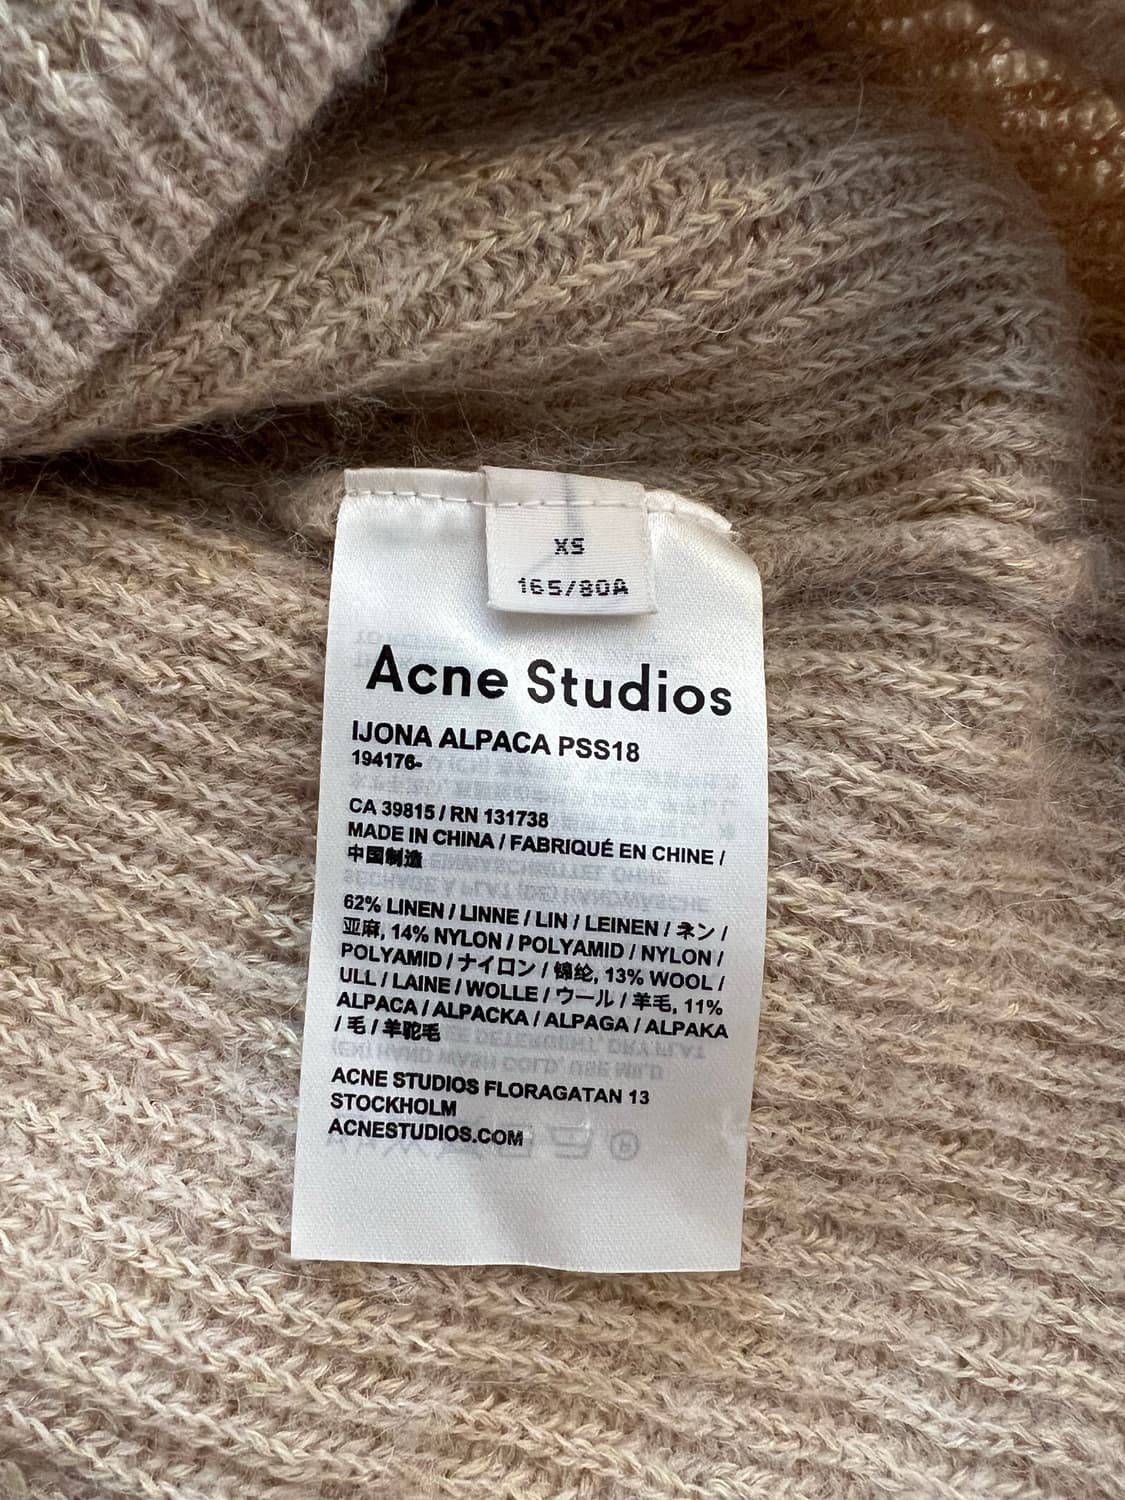 XS
165/80A
Acne Studios
IJONA ALPACA PSS18
194176-
CA 39815 / RN 131738
MADE IN CHINA / FABRIQUÉ EN CHINE /
中国制造
62% LINEN / LINNE / LIN / LEINEN / ネン /
亚麻, 14% NYLON / POLYAMID / NYLON /
POLYAMID / ナイロン / 锦纶, 13% WOOL /
ULL / LAINE / WOLLE / ウール / 羊毛, 11%
ALPACA / ALPACKA / ALPAGA / ALPAKA
/ 毛 / 羊驼毛
ACNE STUDIOS FLORAGATAN 13
STOCKHOLM
ACNESTUDIOS.COM